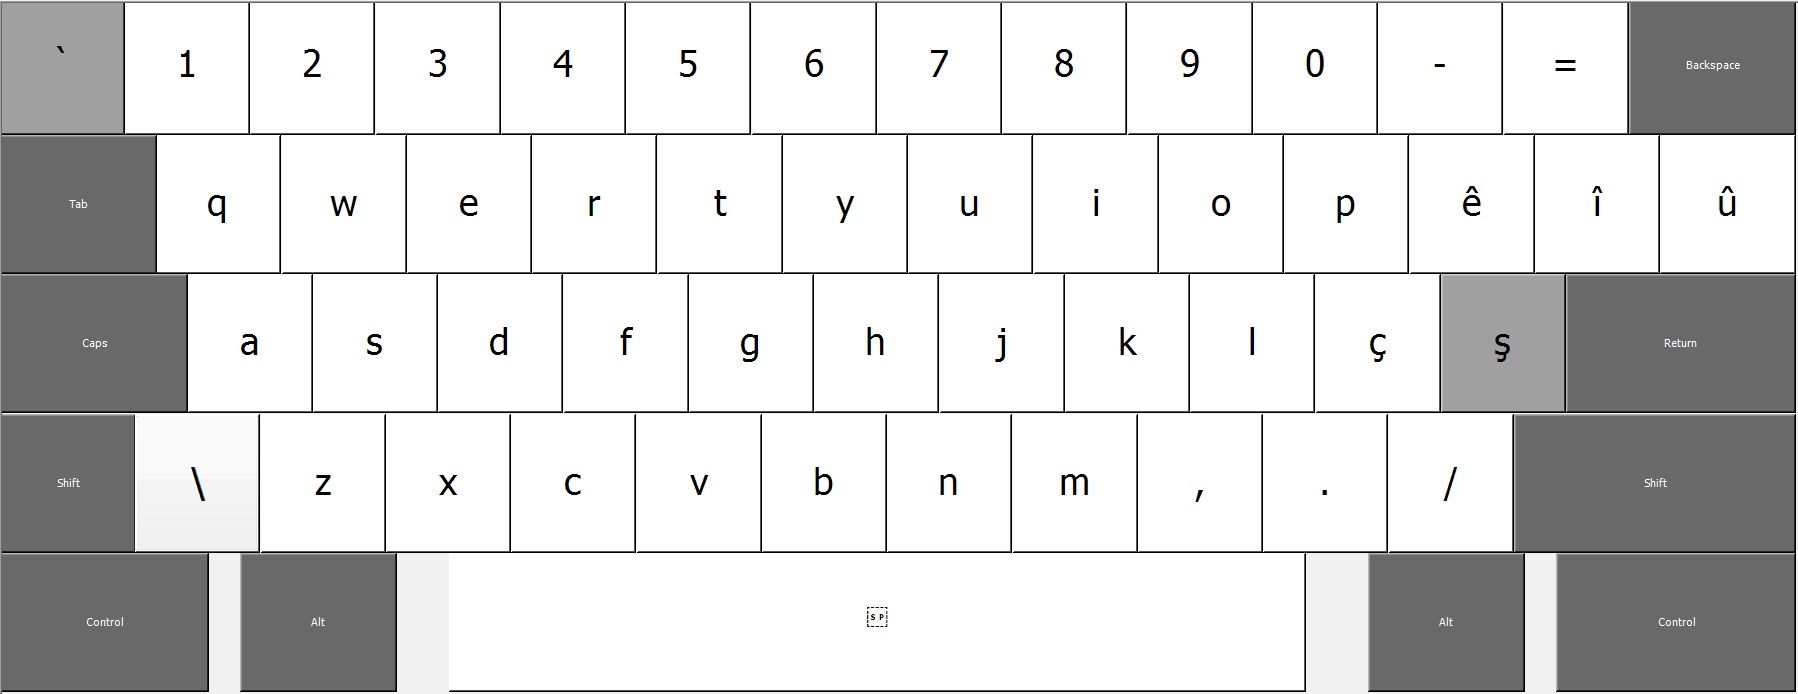 ` 1 2 3 4 5 6 7 8 9 0 - = Backspace
Tab q w e r t y u i o p ê î û
Caps a s d f g h j k l ç ş Return
Shift \ z x c v b n m , . / Shift
Control Alt SP Alt Control